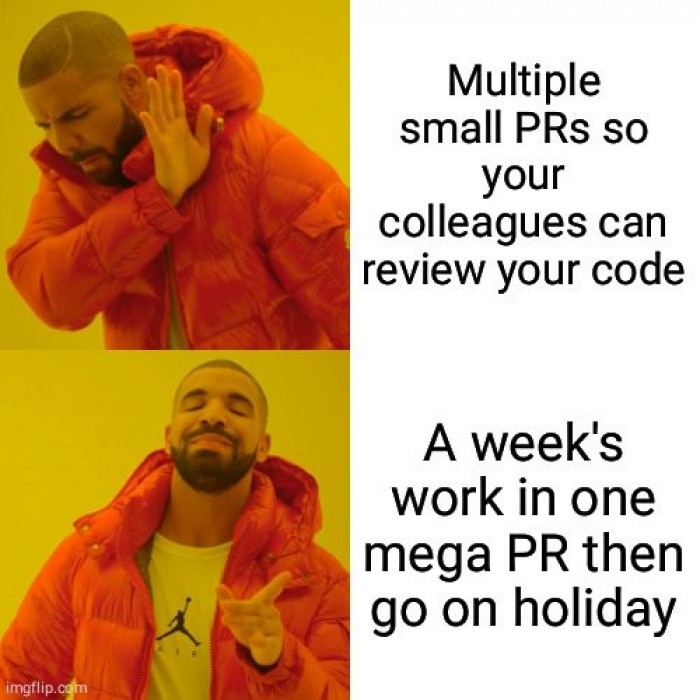 Multiple
small PRs so
your
colleagues can
review your code
A week's
work in one
mega PR then
go on holiday
AIR
imgflip.com